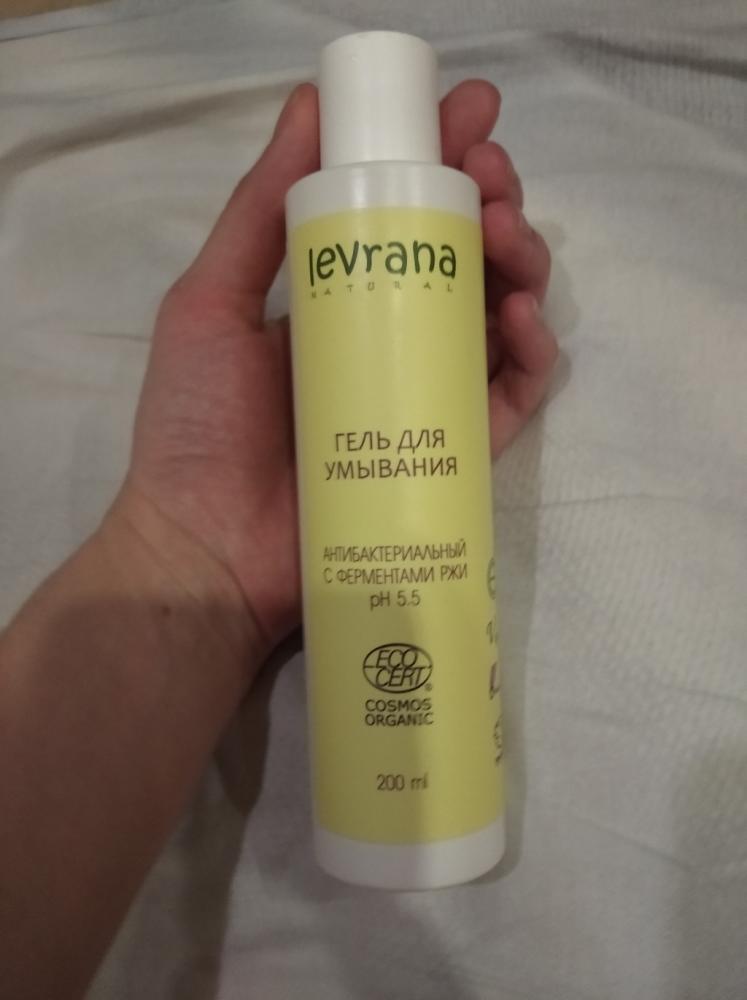 levrana
NATURAL
ГЕЛЬ ДЛЯ
УМЫВАНИЯ
АНТИБАКТЕРИАЛЬНЫЙ
С ФЕРМЕНТАМИ РЖИ
pH 5.5
ECO
CERT®
COSMOS
ORGANIC
200 ml